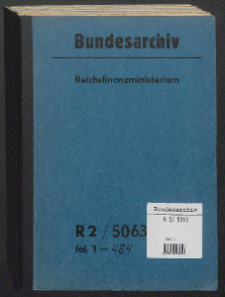 Bundesarchiv
Reichsfinanzministerium
R 2 / 5063
fol. 1 - 484
Bundesarchiv
R 2/ 5063